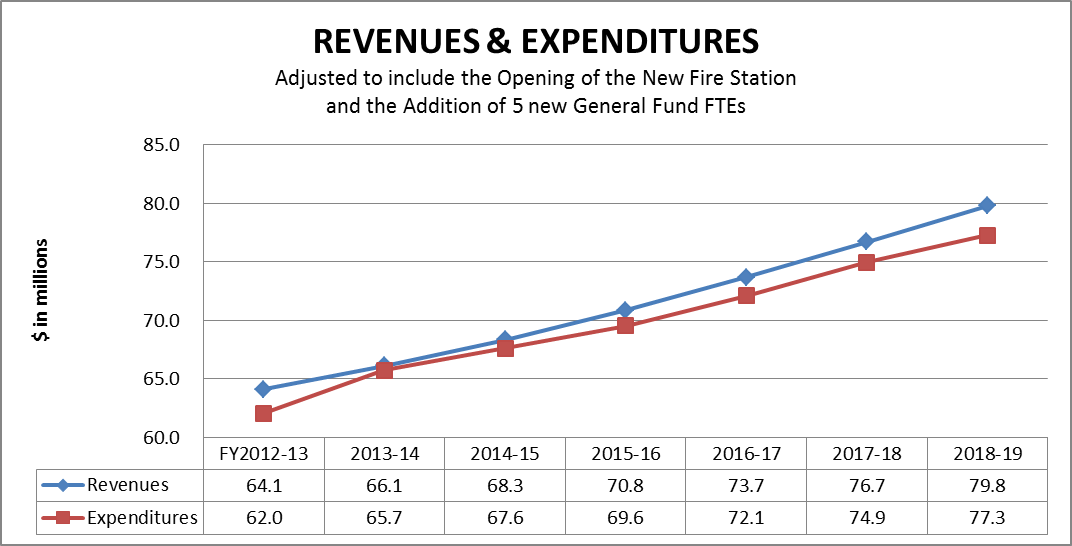 REVENUES & EXPENDITURES
Adjusted to include the Opening of the New Fire Station
and the Addition of 5 new General Fund FTEs
85.0
80.0
75.0
70.0
65.0
60.0
$ in millions
FY2012-13 2013-14 2014-15 2015-16 2016-17 2017-18 2018-19
Revenues 64.1 66.1 68.3 70.8 73.7 76.7 79.8
Expenditures 62.0 65.7 67.6 69.6 72.1 74.9 77.3